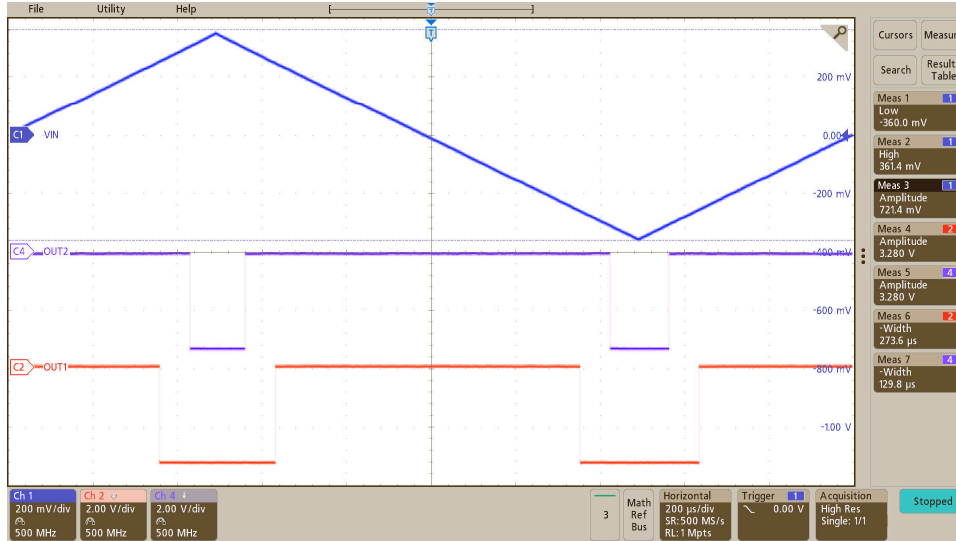 File Utility Help
T
T
Cursors Measur
Search Result
Table
200 mV
C1 VIN
0.00
-200 mV
C4 OUT2
-400 mV
-600 mV
C2 OUT1
-800 mV
-1.00 V
Meas 1 1
Low
-360.0 mV
Meas 2 1
High
361.4 mV
Meas 3 1
Amplitude
721.4 mV
Meas 4 2
Amplitude
3.280 V
Meas 5 4
Amplitude
3.280 V
Meas 6 2
-Width
273.6 µs
Meas 7 4
-Width
129.8 µs
Ch 1
200 mV/div
500 MHz
Ch 2
2.00 V/div
500 MHz
Ch 4
2.00 V/div
500 MHz
3
Math
Ref
Bus
Horizontal
200 µs/div
SR: 500 MS/s
RL: 1 Mpts
Trigger 1
0.00 V
Acquisition
High Res
Single: 1/1
Stopped